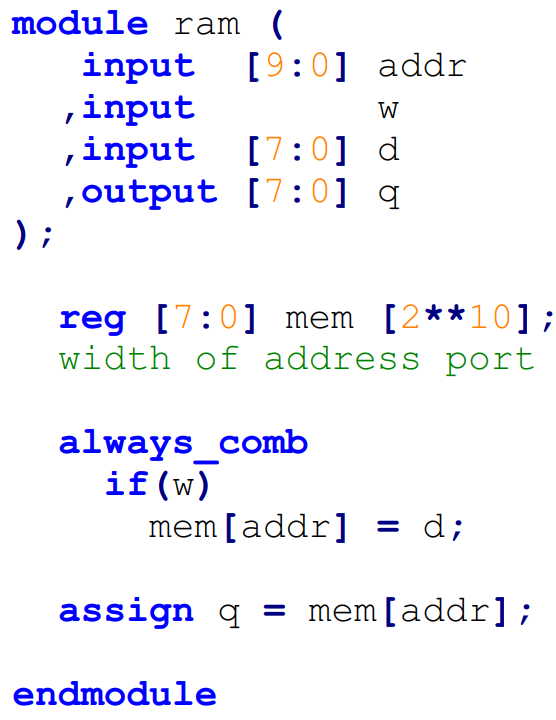 module ram (
   input  [9:0] addr
  ,input        w
  ,input  [7:0] d
  ,output [7:0] q
);
  reg [7:0] mem [2**10];
  width of address port
  always_comb
    if(w)
      mem[addr] = d;
  assign q = mem[addr];
endmodule